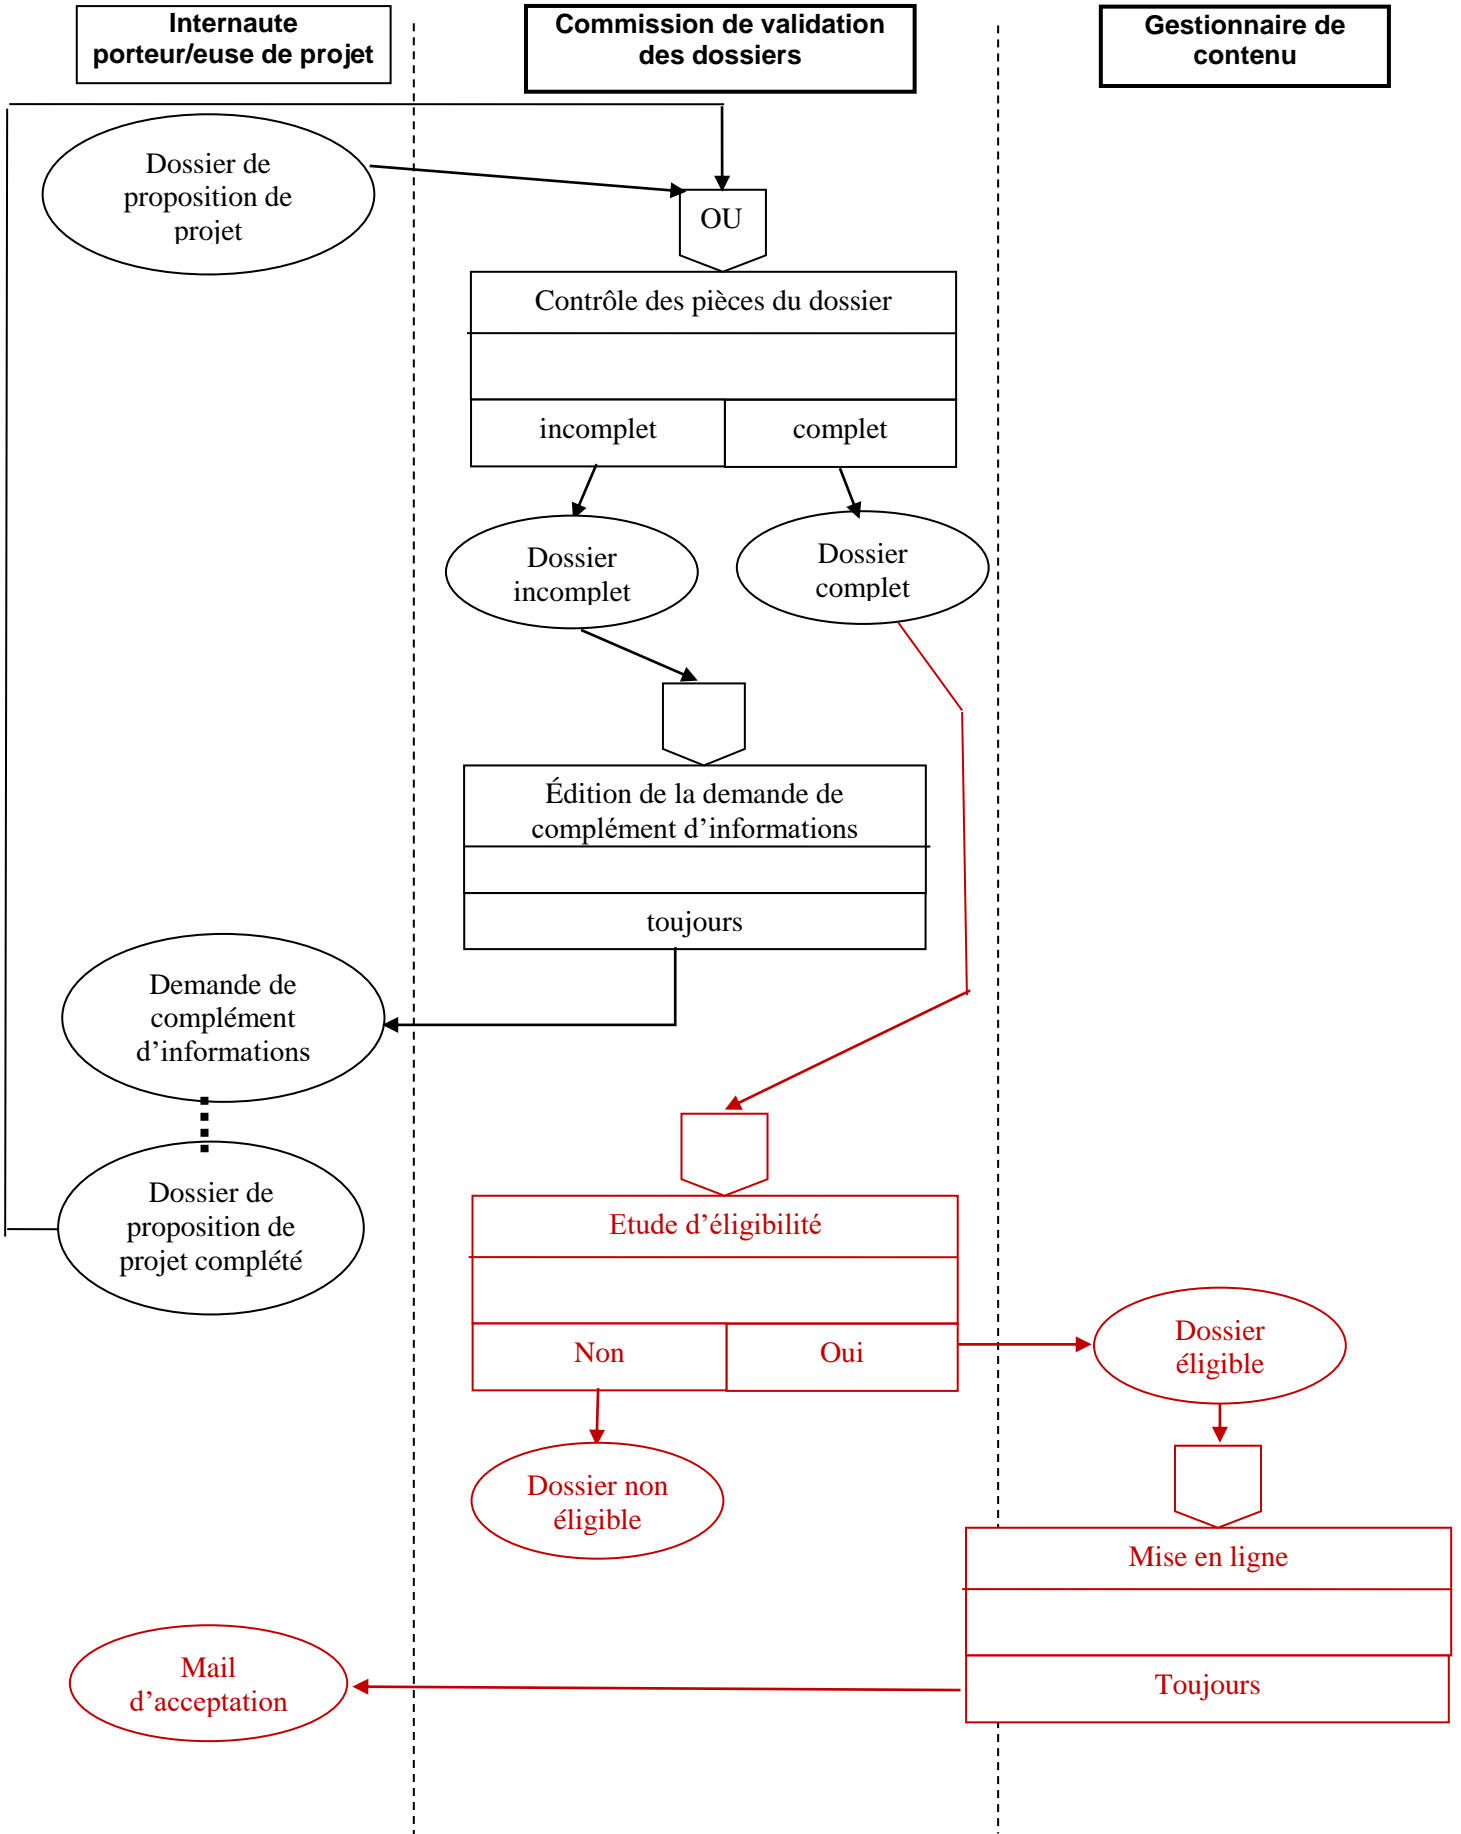 Internaute
porteur/euse de projet
Commission de validation
des dossiers
Gestionnaire de
contenu
Dossier de
proposition de
projet
OU
Contrôle des pièces du dossier
incomplet
complet
Dossier
incomplet
Dossier
complet
Édition de la demande de
complément d’informations
toujours
Demande de
complément
d’informations
Dossier de
proposition de
projet complété
Etude d’éligibilité
Non
Oui
Dossier
éligible
Dossier non
éligible
Mise en ligne
Toujours
Mail
d’acceptation